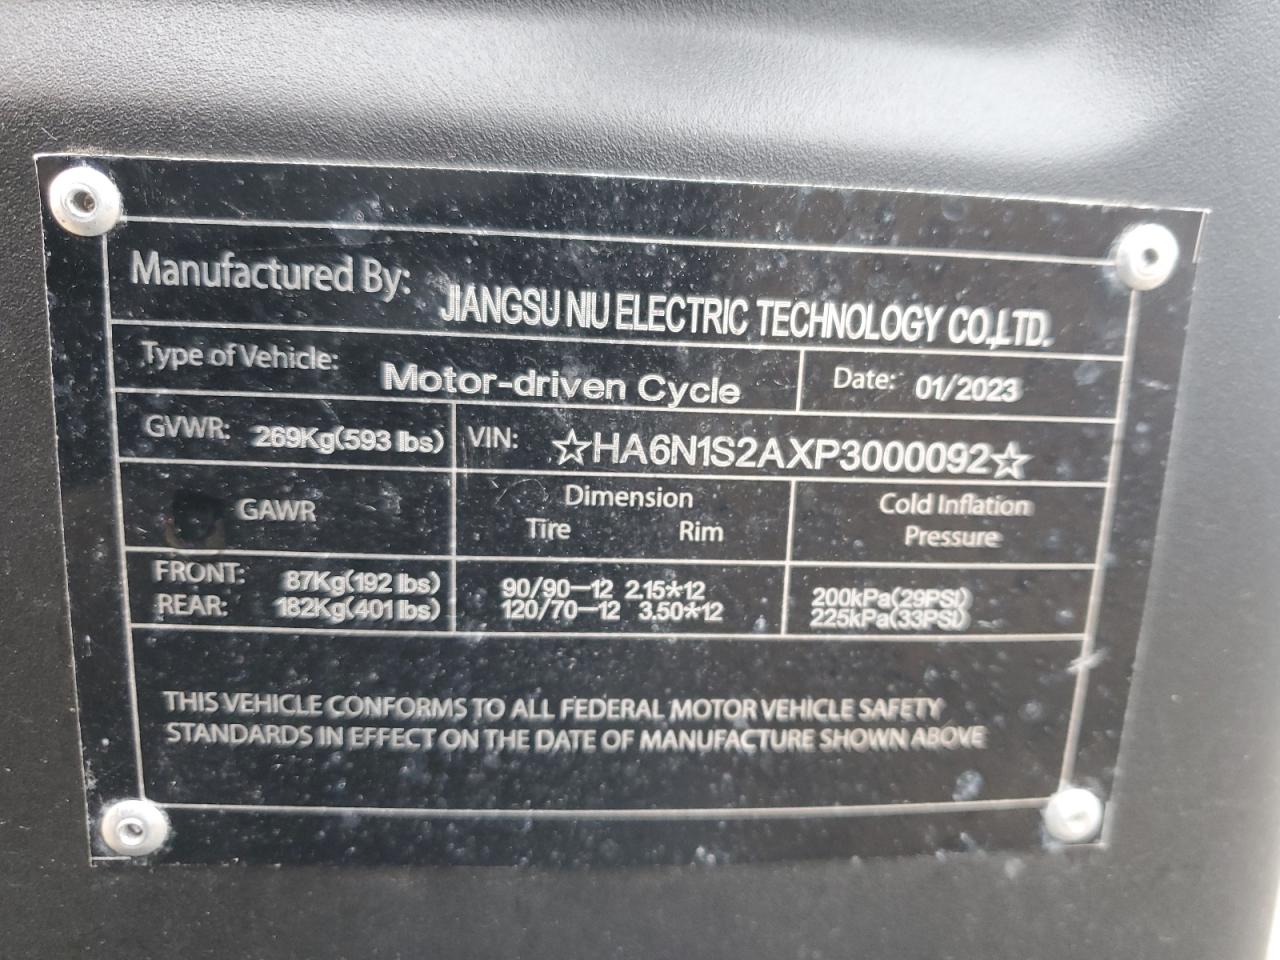 Manufactured By: JIANGSU NIU ELECTRIC TECHNOLOGY CO.,LTD.
Type of Vehicle: Motor-driven Cycle Date: 01/2023
GVWR: 269Kg(593 lbs) VIN: ☆HA6N1S2AXP3000092☆
GAWR Dimension Cold Inflation
Tire Rim Pressure
FRONT: 87Kg(192 lbs) 90/90-12 2.15*12 200kPa(29PSI)
REAR: 182Kg(401 lbs) 120/70-12 3.50*12 225kPa(33PSI)
THIS VEHICLE CONFORMS TO ALL FEDERAL MOTOR VEHICLE SAFETY
STANDARDS IN EFFECT ON THE DATE OF MANUFACTURE SHOWN ABOVE